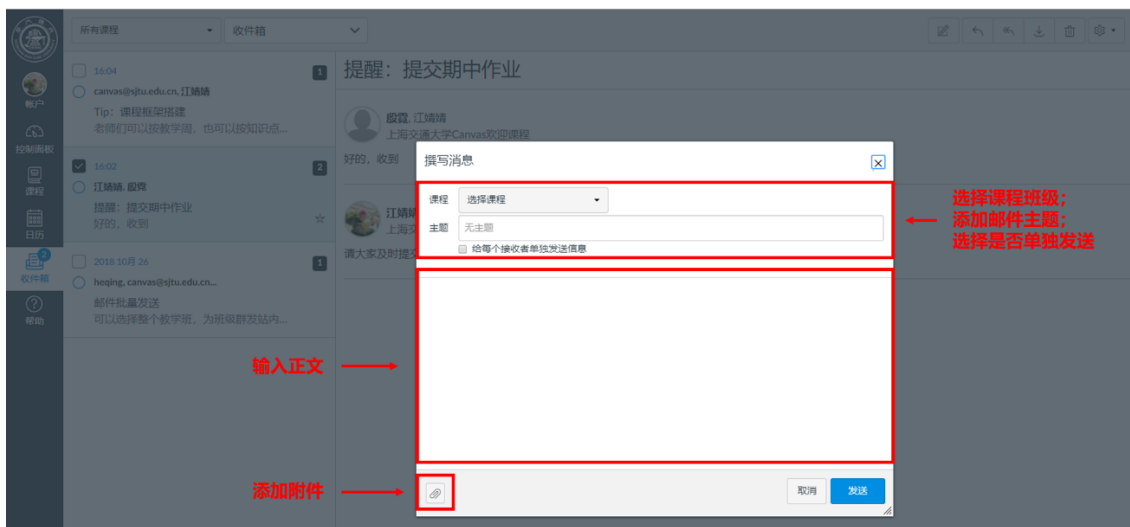 所有课程
收件箱
帐户
控制面板
课程
日历
2
收件箱
帮助
16:04
1
canvas@sjtu.edu.cn, 江婧婧
Tip：课程框架搭建
老师们可以按教学周，也可以按知识点...
16:02
2
江婧婧, 殷霓
提醒：提交期中作业
好的，收到
2018 10月 26
1
heqing, canvas@sjtu.edu.cn...
邮件批量发送
可以选择整个教学班，为班级群发站内...
提醒：提交期中作业
殷霓, 江婧婧
上海交通大学Canvas欢迎课程
好的，收到
江婧婧
上海交
请大家及时提交
撰写消息
课程
选择课程
主题
无主题
给每个接收者单独发送信息
选择课程班级；
添加邮件主题；
选择是否单独发送
输入正文
添加附件
取消
发送